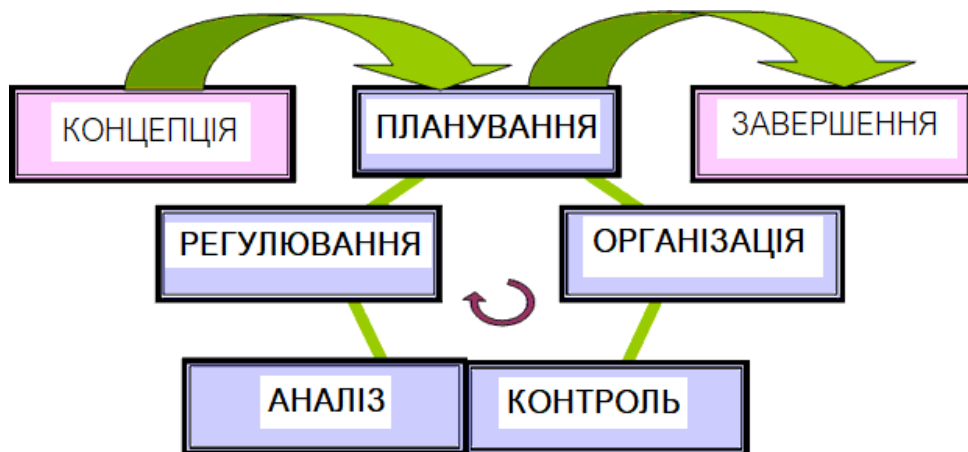 КОНЦЕПЦІЯ
ПЛАНУВАННЯ
ЗАВЕРШЕННЯ
РЕГУЛЮВАННЯ
ОРГАНІЗАЦІЯ
АНАЛІЗ
КОНТРОЛЬ